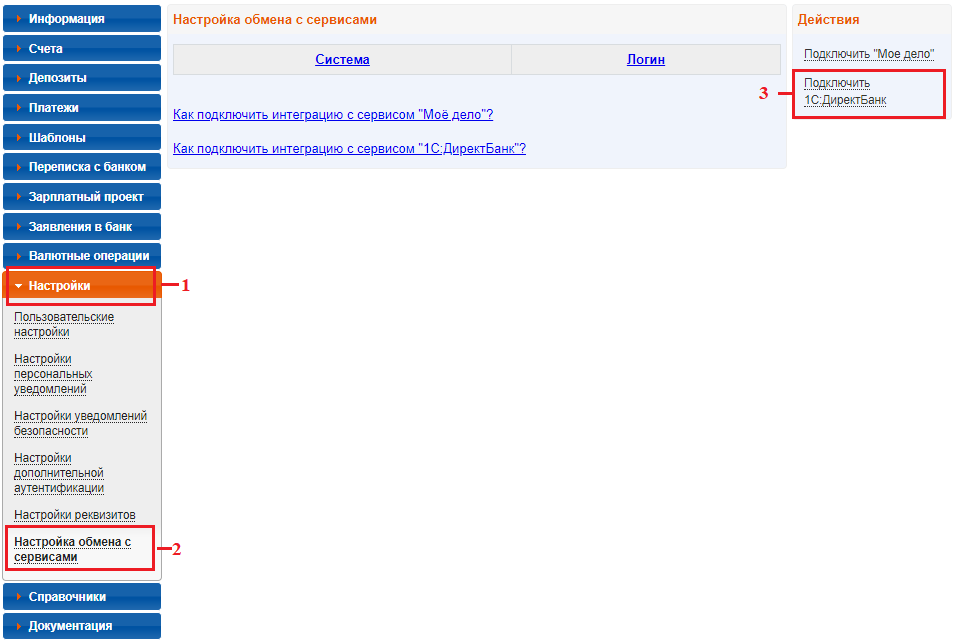 Информация
Счета
Депозиты
Платежи
Шаблоны
Переписка с банком
Зарплатный проект
Заявления в банк
Валютные операции
Настройки
1
Пользовательские
настройки
Настройки
персональных
уведомлений
Настройки уведомлений
безопасности
Настройки
дополнительной
аутентификации
Настройки реквизитов
Настройка обмена с
сервисами
2
Справочники
Документация
Настройка обмена с сервисами
Система Логин
Как подключить интеграцию с сервисом "Моё дело"?
Как подключить интеграцию с сервисом "1С:ДиректБанк"?
Действия
Подключить "Мое дело"
3
Подключить
1С:ДиректБанк